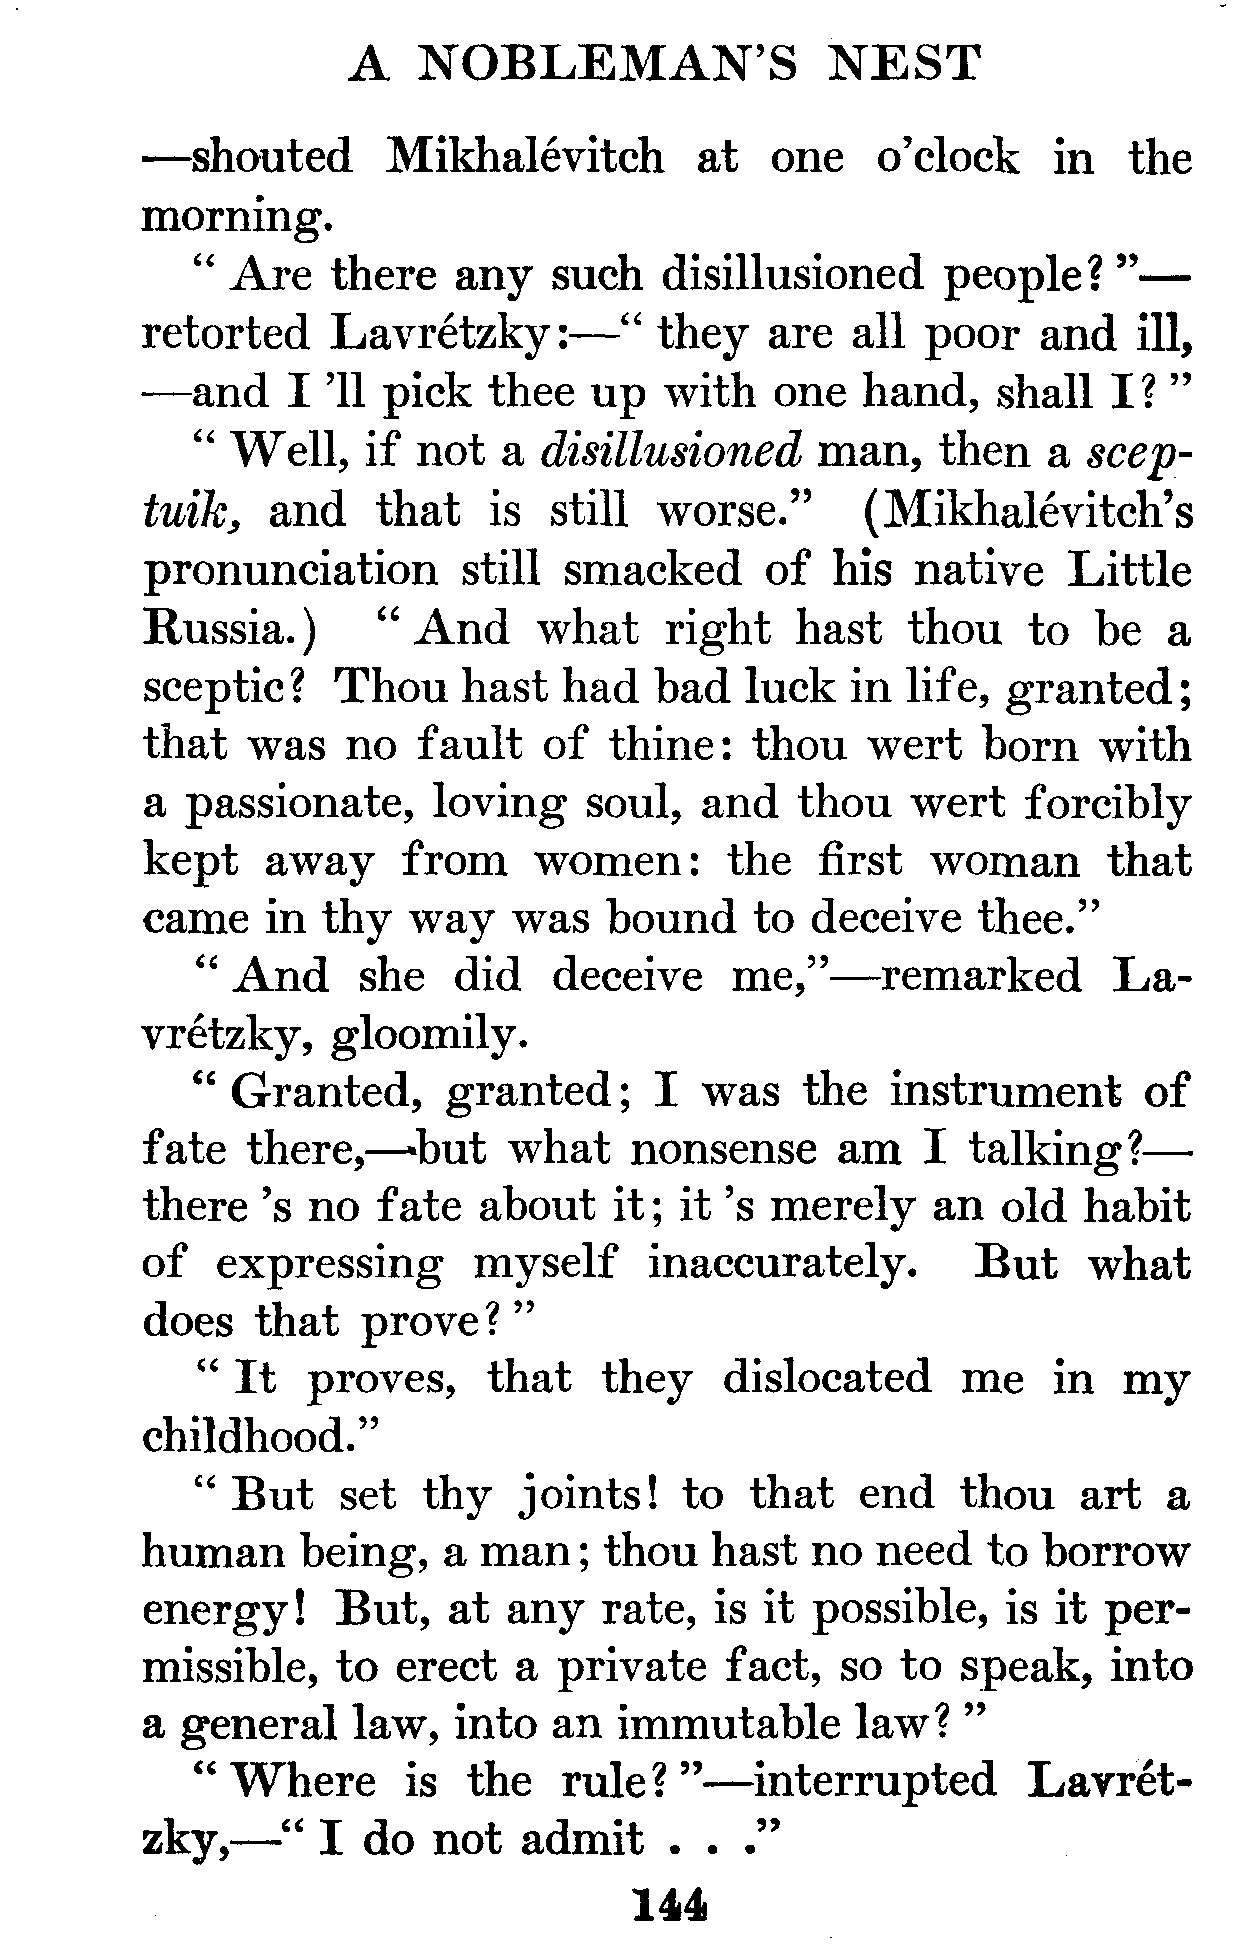 A NOBLEMAN'S NEST
—shouted Mikhalévitch at one o'clock in the
morning.
“ Are there any such disillusioned people? ”—
retorted Lavrétzky:—“ they are all poor and ill,
—and I 'll pick thee up with one hand, shall I? ”
“ Well, if not a disillusioned man, then a scep-
tuik, and that is still worse.” (Mikhalévitch's
pronunciation still smacked of his native Little
Russia.) “ And what right hast thou to be a
sceptic? Thou hast had bad luck in life, granted;
that was no fault of thine: thou wert born with
a passionate, loving soul, and thou wert forcibly
kept away from women: the first woman that
came in thy way was bound to deceive thee.”
“ And she did deceive me,”—remarked La-
vrétzky, gloomily.
“ Granted, granted; I was the instrument of
fate there,—but what nonsense am I talking?—
there 's no fate about it; it 's merely an old habit
of expressing myself inaccurately. But what
does that prove? ”
“ It proves, that they dislocated me in my
childhood.”
“ But set thy joints! to that end thou art a
human being, a man; thou hast no need to borrow
energy! But, at any rate, is it possible, is it per-
missible, to erect a private fact, so to speak, into
a general law, into an immutable law? ”
“ Where is the rule? ”—interrupted Lavrét-
zky,—“ I do not admit . . .”
144